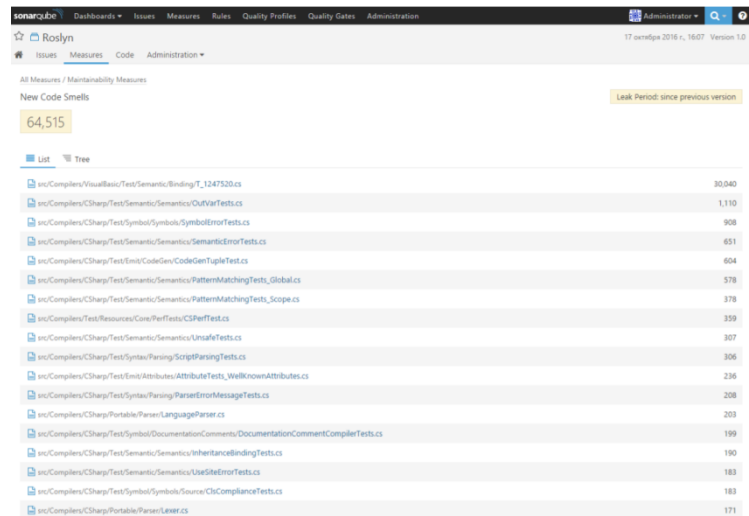 sonarqube Dashboards Issues Measures Rules Quality Profiles Quality Gates Administration Administrator ?
Roslyn 17 октября 2016 г., 16:07 Version 1.0
Issues Measures Code Administration
All Measures / Maintainability Measures
New Code Smells Leak Period: since previous version
64,515
List Tree
src/Compilers/VisualBasic/Test/Semantic/Binding/T_1247520.cs 30,040
src/Compilers/CSharp/Test/Semantic/Semantics/OutVarTests.cs 1,110
src/Compilers/CSharp/Test/Symbol/Symbols/SymbolErrorTests.cs 908
src/Compilers/CSharp/Test/Semantic/Semantics/SemanticErrorTests.cs 651
src/Compilers/CSharp/Test/Emit/CodeGen/CodeGenTupleTest.cs 604
src/Compilers/CSharp/Test/Semantic/Semantics/PatternMatchingTests_Global.cs 578
src/Compilers/CSharp/Test/Semantic/Semantics/PatternMatchingTests_Scope.cs 378
src/Compilers/Test/Resources/Core/PerfTests/CSPerfTest.cs 359
src/Compilers/CSharp/Test/Semantic/Semantics/UnsafeTests.cs 307
src/Compilers/CSharp/Test/Syntax/Parsing/ScriptParsingTests.cs 306
src/Compilers/CSharp/Test/Emit/Attributes/AttributeTests_WellKnownAttributes.cs 236
src/Compilers/CSharp/Test/Syntax/Parsing/ParserErrorMessageTests.cs 208
src/Compilers/CSharp/Portable/Parser/LanguageParser.cs 203
src/Compilers/CSharp/Test/Symbol/DocumentationComments/DocumentationCommentCompilerTests.cs 199
src/Compilers/CSharp/Test/Semantic/Semantics/InheritanceBindingTests.cs 190
src/Compilers/CSharp/Test/Semantic/Semantics/UseSiteErrorTests.cs 183
src/Compilers/CSharp/Test/Symbol/Symbols/Source/ClsComplianceTests.cs 183
src/Compilers/CSharp/Portable/Parser/Lexer.cs 171